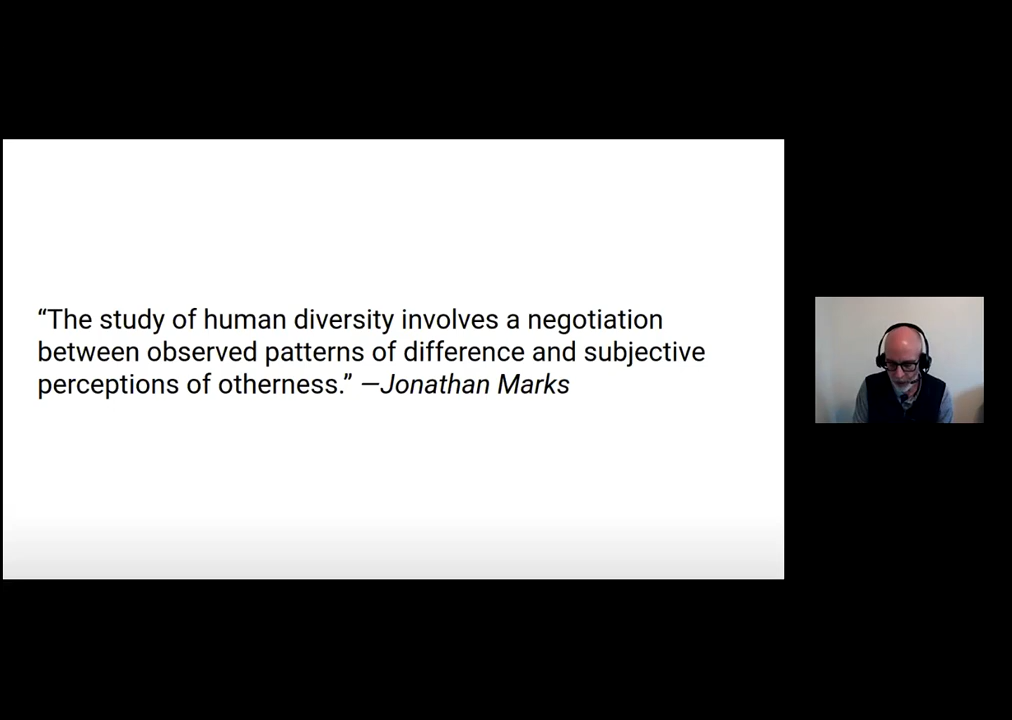 “The study of human diversity involves a negotiation
between observed patterns of difference and subjective
perceptions of otherness.” —Jonathan Marks